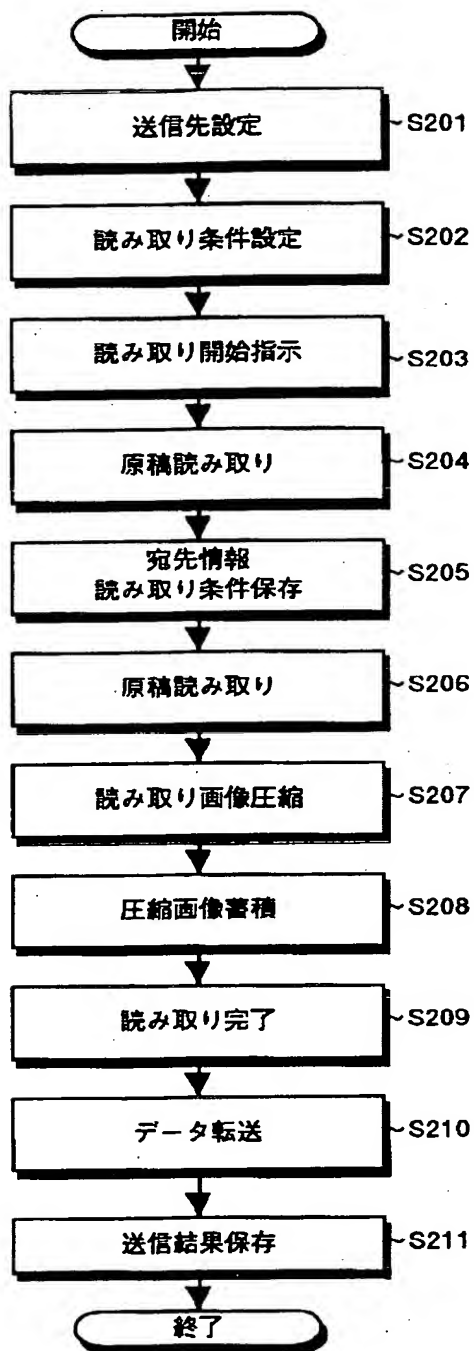 開始
送信先設定 ~S201
読み取り条件設定 ~S202
読み取り開始指示 ~S203
原稿読み取り ~S204
宛先情報
読み取り条件保存 ~S205
原稿読み取り ~S206
読み取り画像圧縮 ~S207
圧縮画像蓄積 ~S208
読み取り完了 ~S209
データ転送 ~S210
送信結果保存 ~S211
終了